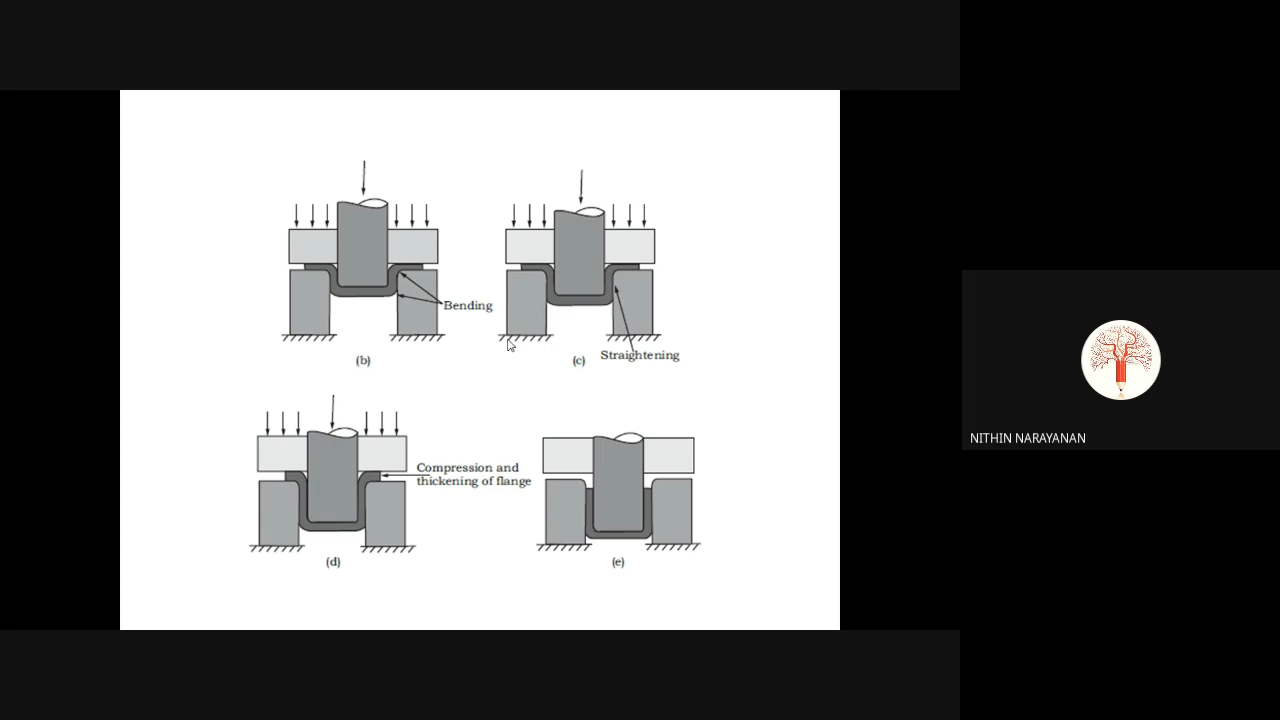 Bending
(b)
(c)
Straightening
Compression and
thickening of flange
(d)
(e)
NITHIN NARAYANAN